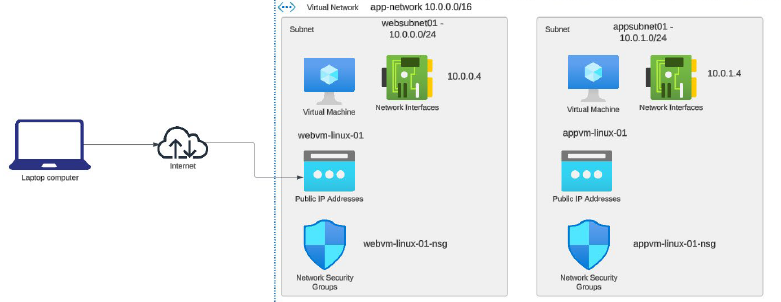 Virtual Network app-network 10.0.0.0/16
Subnet
websubnet01 -
10.0.0.0/24
Virtual Machine
Network Interfaces
10.0.0.4
webvm-linux-01
Public IP Addresses
webvm-linux-01-nsg
Network Security
Groups
Subnet
appsubnet01 -
10.0.1.0/24
Virtual Machine
Network Interfaces
10.0.1.4
appvm-linux-01
Public IP Addresses
appvm-linux-01-nsg
Network Security
Groups
Laptop computer
Internet